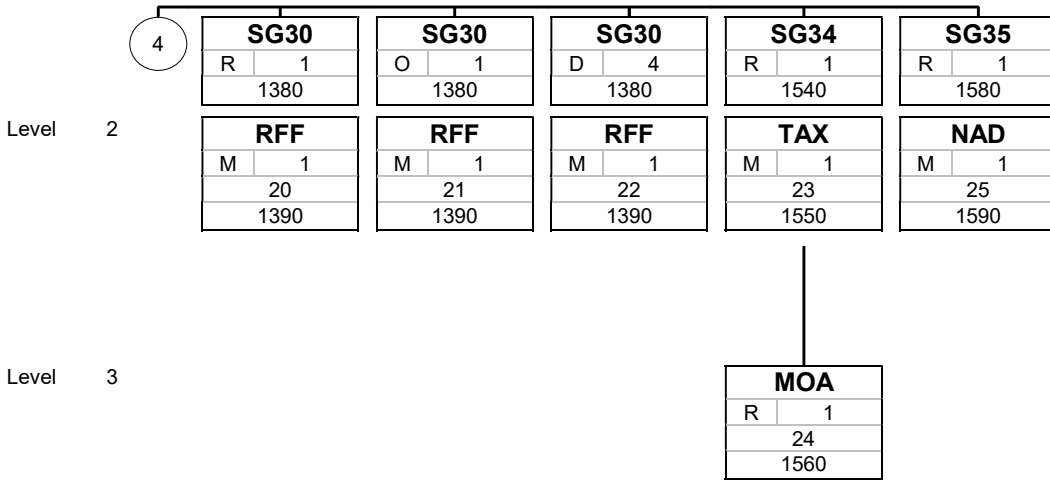 4
SG30 SG30 SG30 SG34 SG35
R 1 O 1 D 4 R 1 R 1
1380 1380 1380 1540 1580
Level 2 RFF RFF RFF TAX NAD
M 1 M 1 M 1 M 1 M 1
20 21 22 23 25
1390 1390 1390 1550 1590
Level 3 MOA
R 1
24
1560